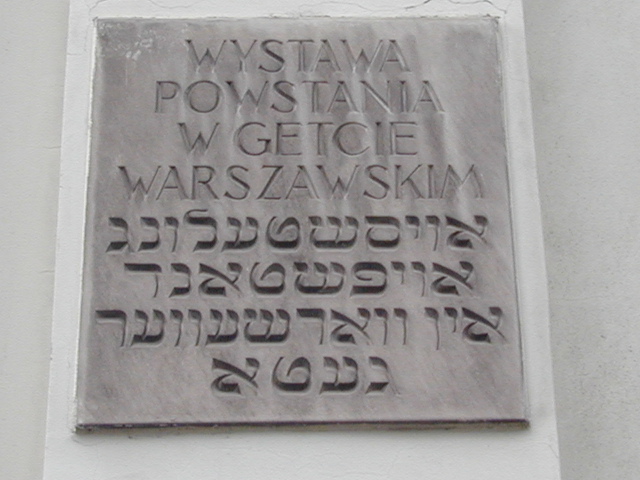 WYSTAWA
POWSTANIA
W GETCIE
WARSZAWSKIM
אויסשטעלונג
אויפשטאנד
אין ווארשעווער
געטא